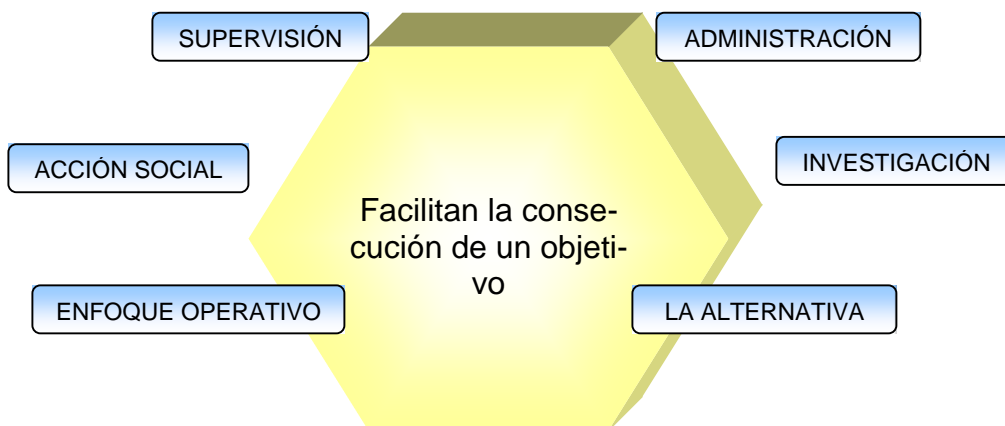 SUPERVISIÓN
ADMINISTRACIÓN
ACCIÓN SOCIAL
INVESTIGACIÓN
Facilitan la conse-
cución de un objeti-
vo
ENFOQUE OPERATIVO
LA ALTERNATIVA